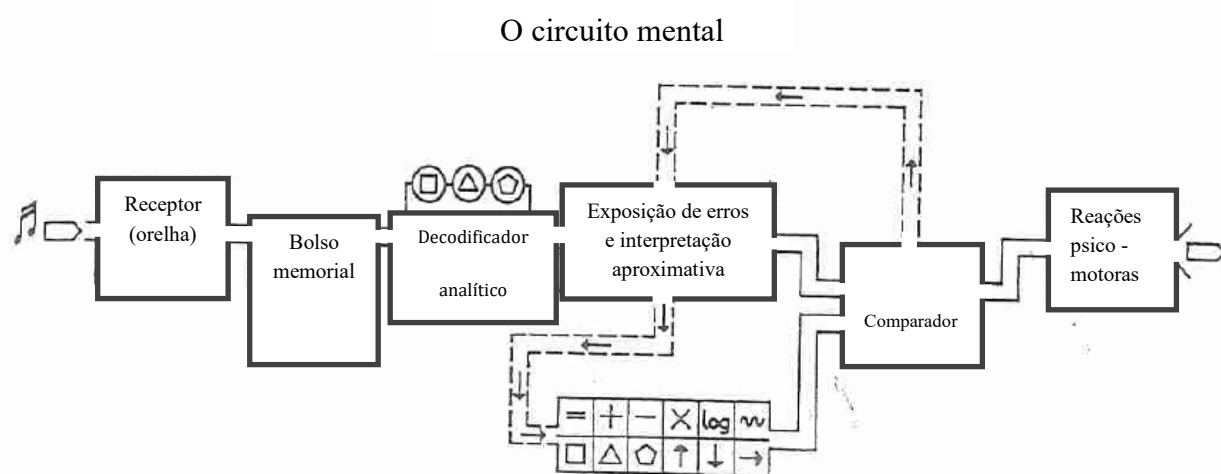 O circuito mental
Receptor
(orelha)
Bolso
memorial
Decodificador
analítico
Exposição de erros
e interpretação
aproximativa
Comparador
Reações
psico -
motoras
= + − X log